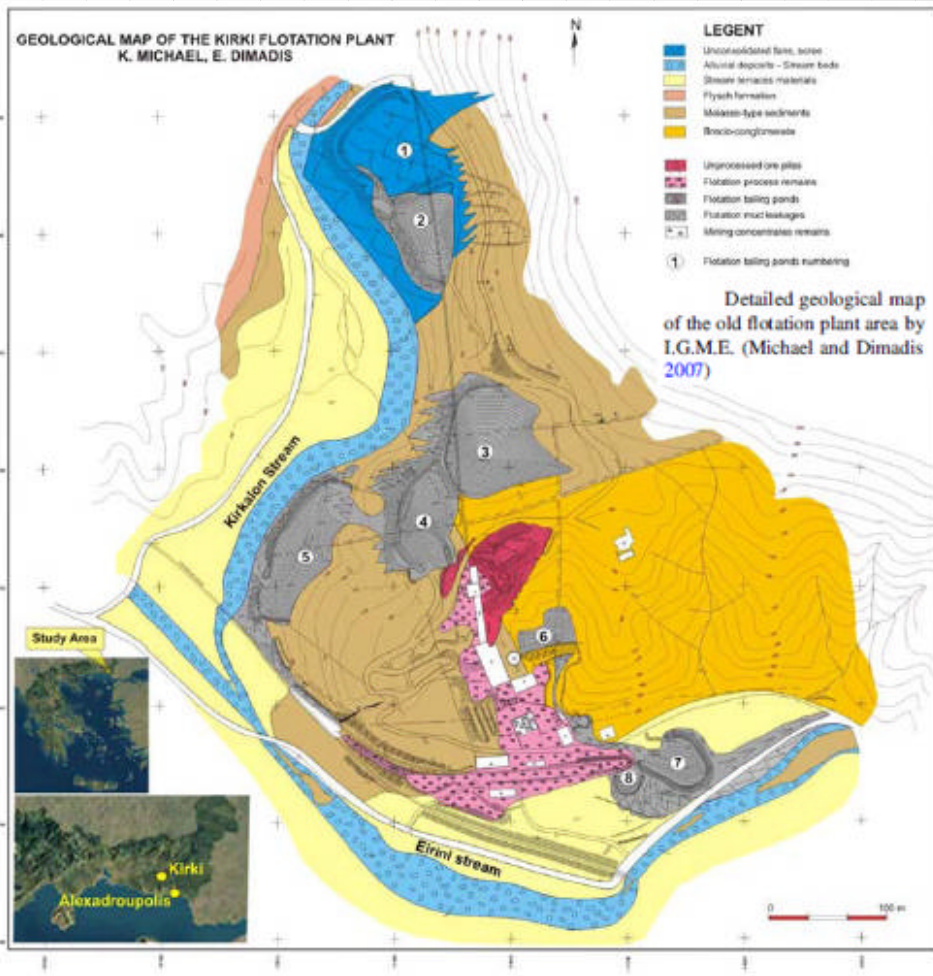 GEOLOGICAL MAP OF THE KIRKI FLOTATION PLANT
K. MICHAEL, E. DIMADIS
N
LEGENT
Unconsolidated fans, scree
Alluvial deposits – Stream beds
Stream terraces materials
Flysch formation
Molasse-type sediments
Brecio-conglomerate
Unprocessed ore piles
Flotation process remains
Flotation tailing ponds
Flotation mud leakages
Mining concentrates remains
1 Flotation tailing ponds numbering
Detailed geological map
of the old flotation plant area by
I.G.M.E. (Michael and Dimadis
2007)
1
2
3
4
5
6
7
8
Kirkalon Stream
Eirini stream
Study Area
Kirki
Alexadroupolis
0 100 m